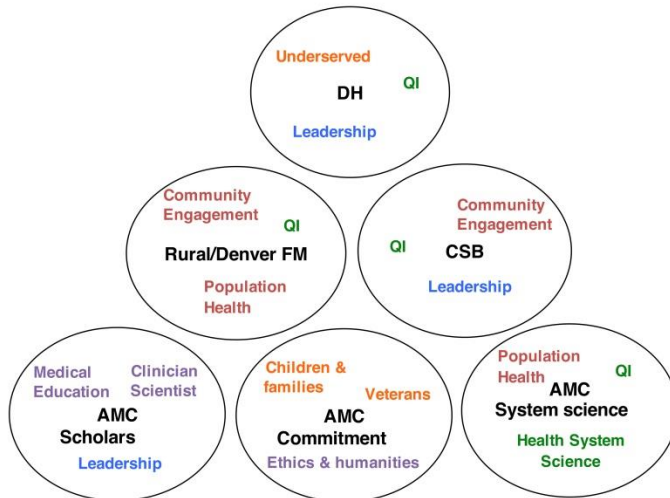 Underserved
QI
DH
Leadership
Community
Engagement
QI
Rural/Denver FM
Population
Health
Community
Engagement
QI
CSB
Leadership
Medical
Education
Clinician
Scientist
AMC
Scholars
Leadership
Children &
families
Veterans
AMC
Commitment
Ethics & humanities
Population
Health
QI
AMC
System science
Health System
Science